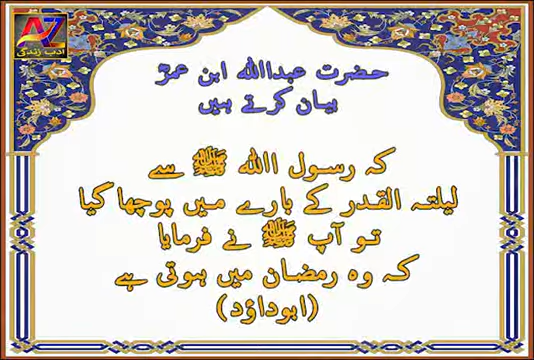 AZ
ادب زندگی
حضرت عبداللہ ابن عمرؓ
بیان کرتے ہیں
کہ رسول اللہ ﷺ سے
لیلتہ القدر کے بارے میں پوچھا گیا
تو آپ ﷺ نے فرمایا
کہ وہ رمضان میں ہوتی ہے
(ابوداؤد)